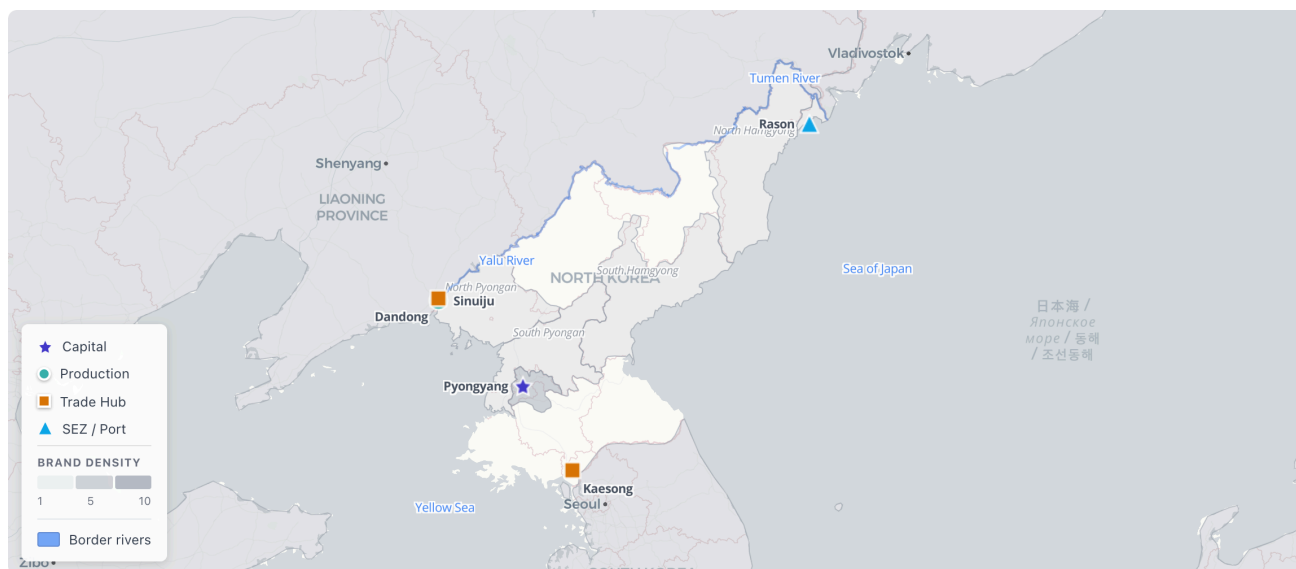 Vladivostok
Tumen River
Rason
North Hamgyong
Shenyang
LIAONING
PROVINCE
Yalu River
South Hamgyong
NORTH KOREA
Sea of Japan
North Pyongan
Sinuiju
Dandong
South Pyongan
日本海 /
Японское
море / 동해
/ 조선동해
Pyongyang
Kaesong
Seoul
Yellow Sea
SOUTH KOREA
Zibo
Capital
Production
Trade Hub
SEZ / Port
BRAND DENSITY
1 5 10
Border rivers